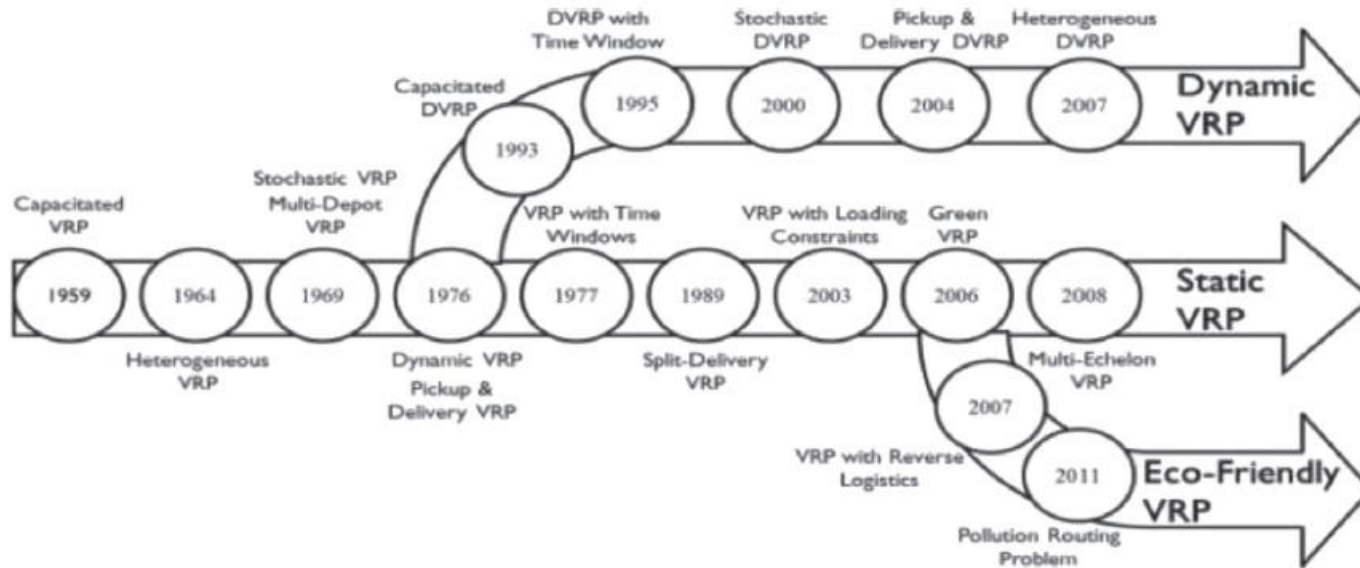 DVRP with
Time Window
Stochastic
DVRP
Pickup &
Delivery DVRP
Heterogeneous
DVRP
Capacitated
DVRP
1993
1995
2000
2004
2007
Dynamic
VRP
Capacitated
VRP
Stochastic VRP
Multi-Depot
VRP
VRP with Time
Windows
VRP with Loading
Constraints
Green
VRP
1959
1964
1969
1976
1977
1989
2003
2006
2008
Static
VRP
Heterogeneous
VRP
Dynamic VRP
Pickup &
Delivery VRP
Split-Delivery
VRP
Multi-Echelon
VRP
2007
VRP with Reverse
Logistics
2011
Pollution Routing
Problem
Eco-Friendly
VRP